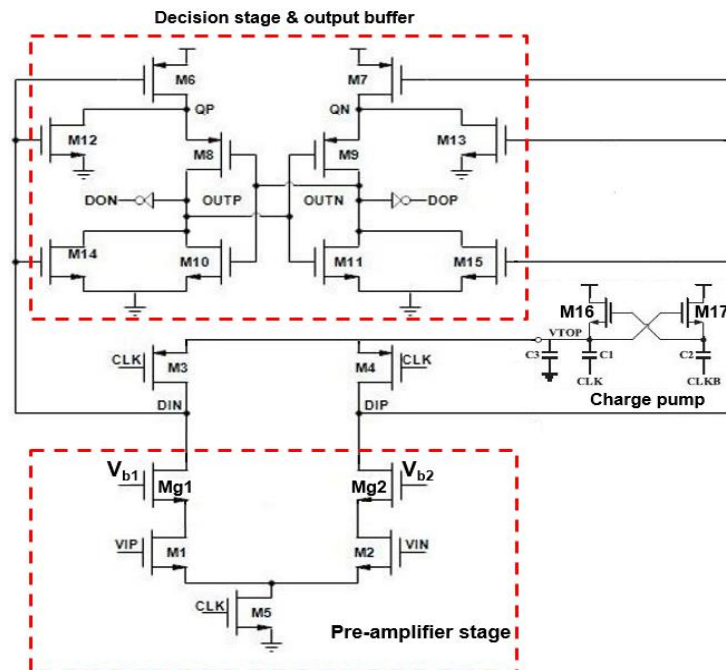 Decision stage & output buffer
M6
M7
QP
QN
M12
M13
M8
M9
DON
OUTP
OUTN
DOP
M14
M10
M11
M15
M16
M17
VTOP
C3
C1
C2
CLK
CLKB
Charge pump
CLK
M3
M4
CLK
DIN
DIP
Vb1
Mg1
Mg2
Vb2
VIP
M1
M2
VIN
CLK
M5
Pre-amplifier stage